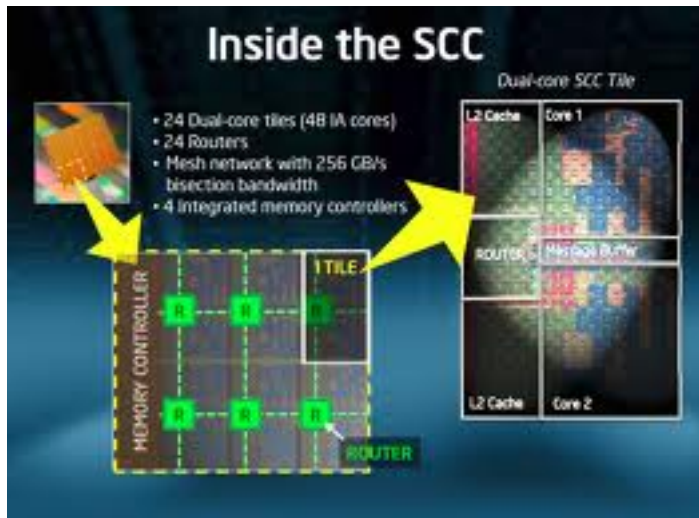 Inside the SCC
Dual-core SCC Tile
• 24 Dual-core tiles (48 IA cores)
• 24 Routers
• Mesh network with 256 GB/s
bisection bandwidth
• 4 Integrated memory controllers
L2 Cache
Core 1
ROUTER
Message Buffer
L2 Cache
Core 2
MEMORY CONTROLLER
1 TILE
R R R
R R R
ROUTER